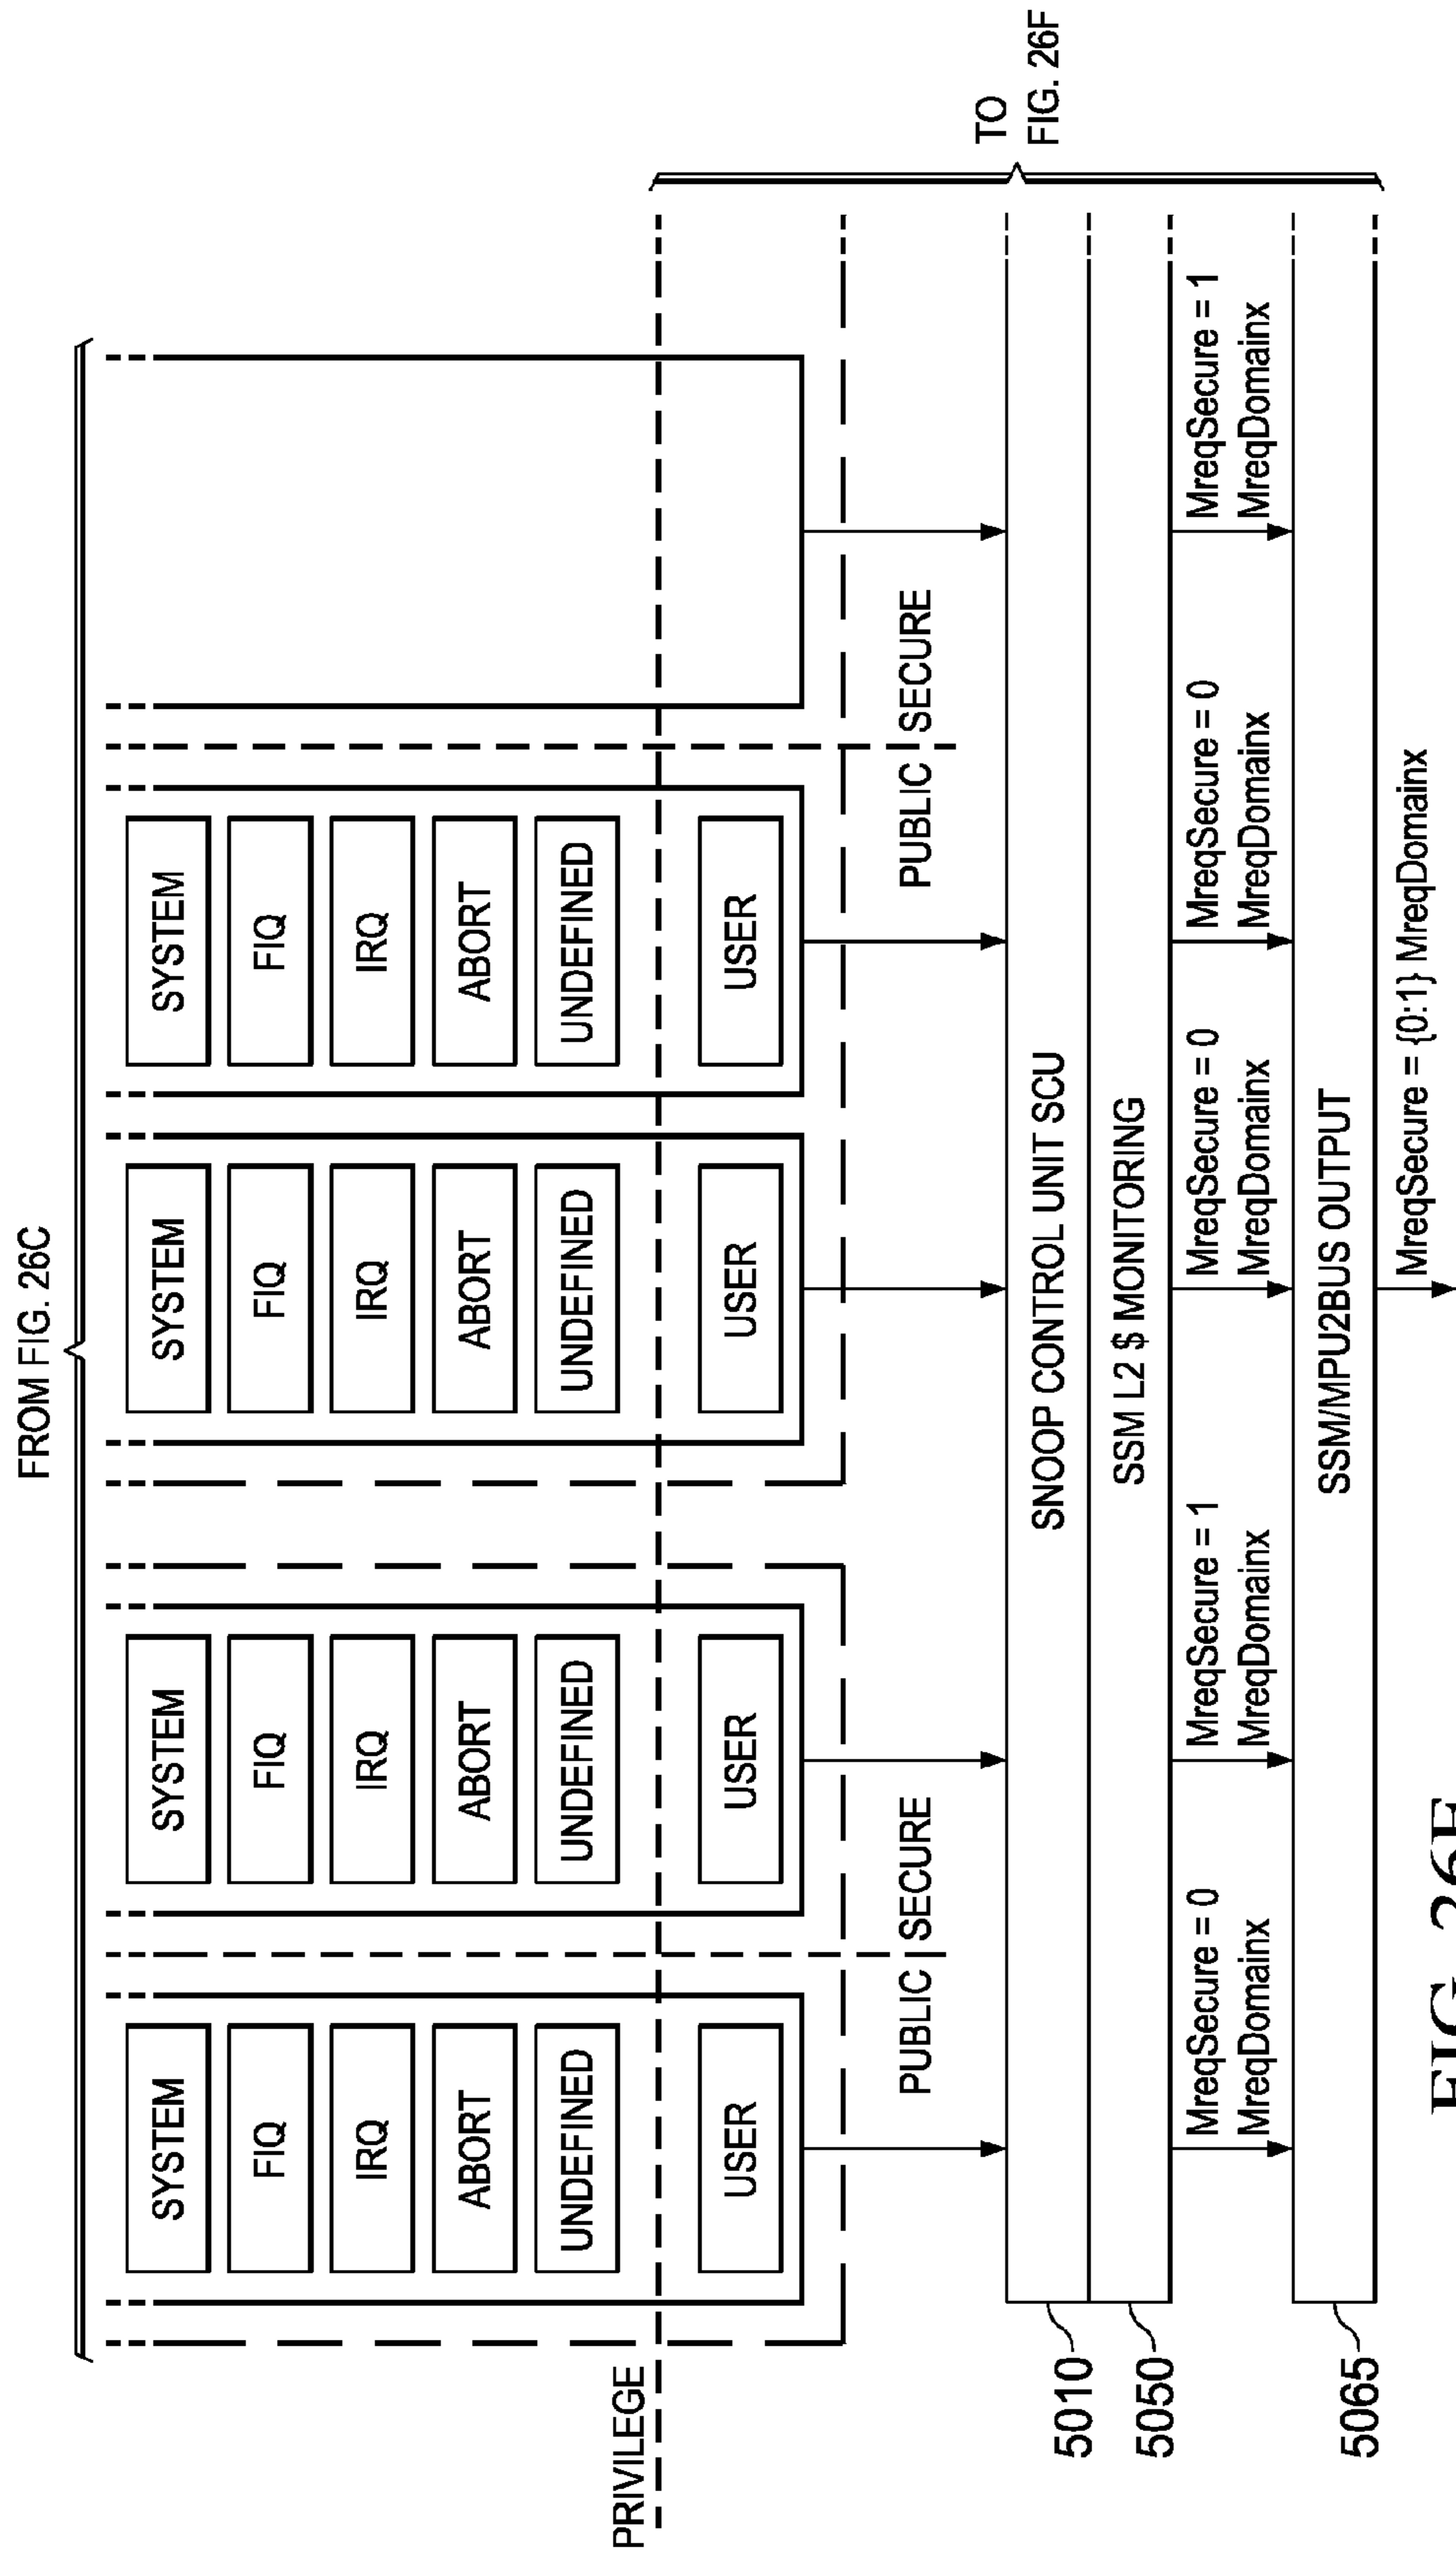 FROM FIG. 26C
SYSTEM SYSTEM SYSTEM SYSTEM
FIQ FIQ FIQ FIQ
IRQ IRQ IRQ IRQ
ABORT ABORT ABORT ABORT
UNDEFINED UNDEFINED UNDEFINED UNDEFINED
PRIVILEGE
USER USER USER USER
PUBLIC SECURE PUBLIC SECURE
TO
FIG. 26F
5010 SNOOP CONTROL UNIT SCU
5050 SSM L2 $ MONITORING
MreqSecure = 0 MreqSecure = 1 MreqSecure = 0 MreqSecure = 0 MreqSecure = 1
MreqDomainx MreqDomainx MreqDomainx MreqDomainx MreqDomainx
5065 SSM/MPU2BUS OUTPUT
MreqSecure = {0:1} MreqDomainx
FIG. 26E